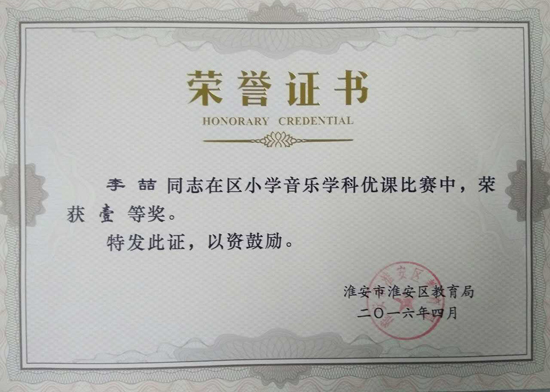 荣誉证书
HONORARY CREDENTIAL
李喆同志在区小学音乐学科优课比赛中，荣
获 壹 等奖。
特发此证，以资鼓励。
淮安市淮安区教育局
二〇一六年四月